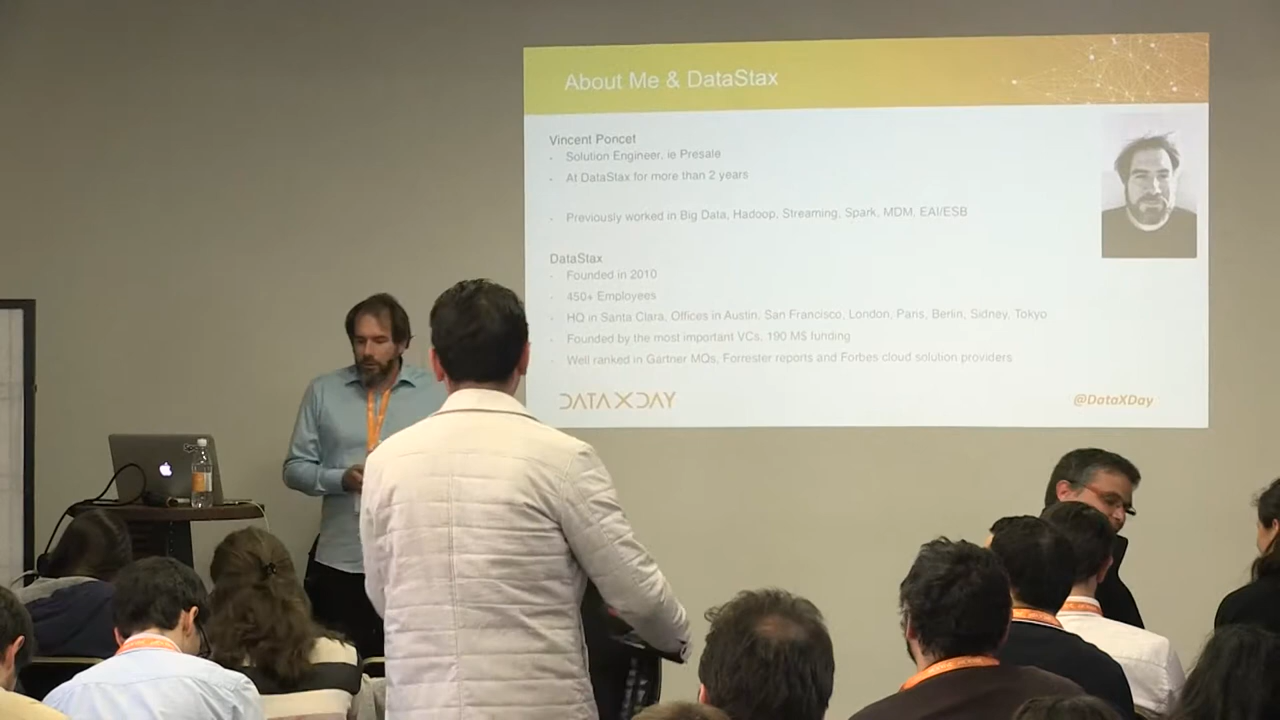 About Me & DataStax
Vincent Poncet
- Solution Engineer, ie Presale
- At DataStax for more than 2 years
- Previously worked in Big Data, Hadoop, Streaming, Spark, MDM, EAI/ESB
DataStax
- Founded in 2010
- 450+ Employees
- HQ in Santa Clara, Offices in Austin, San Francisco, London, Paris, Berlin, Sidney, Tokyo
- Founded by the most important VCs, 190 M$ funding
- Well ranked in Gartner MQs, Forrester reports and Forbes cloud solution providers
DATA X DAY
@DataXDay